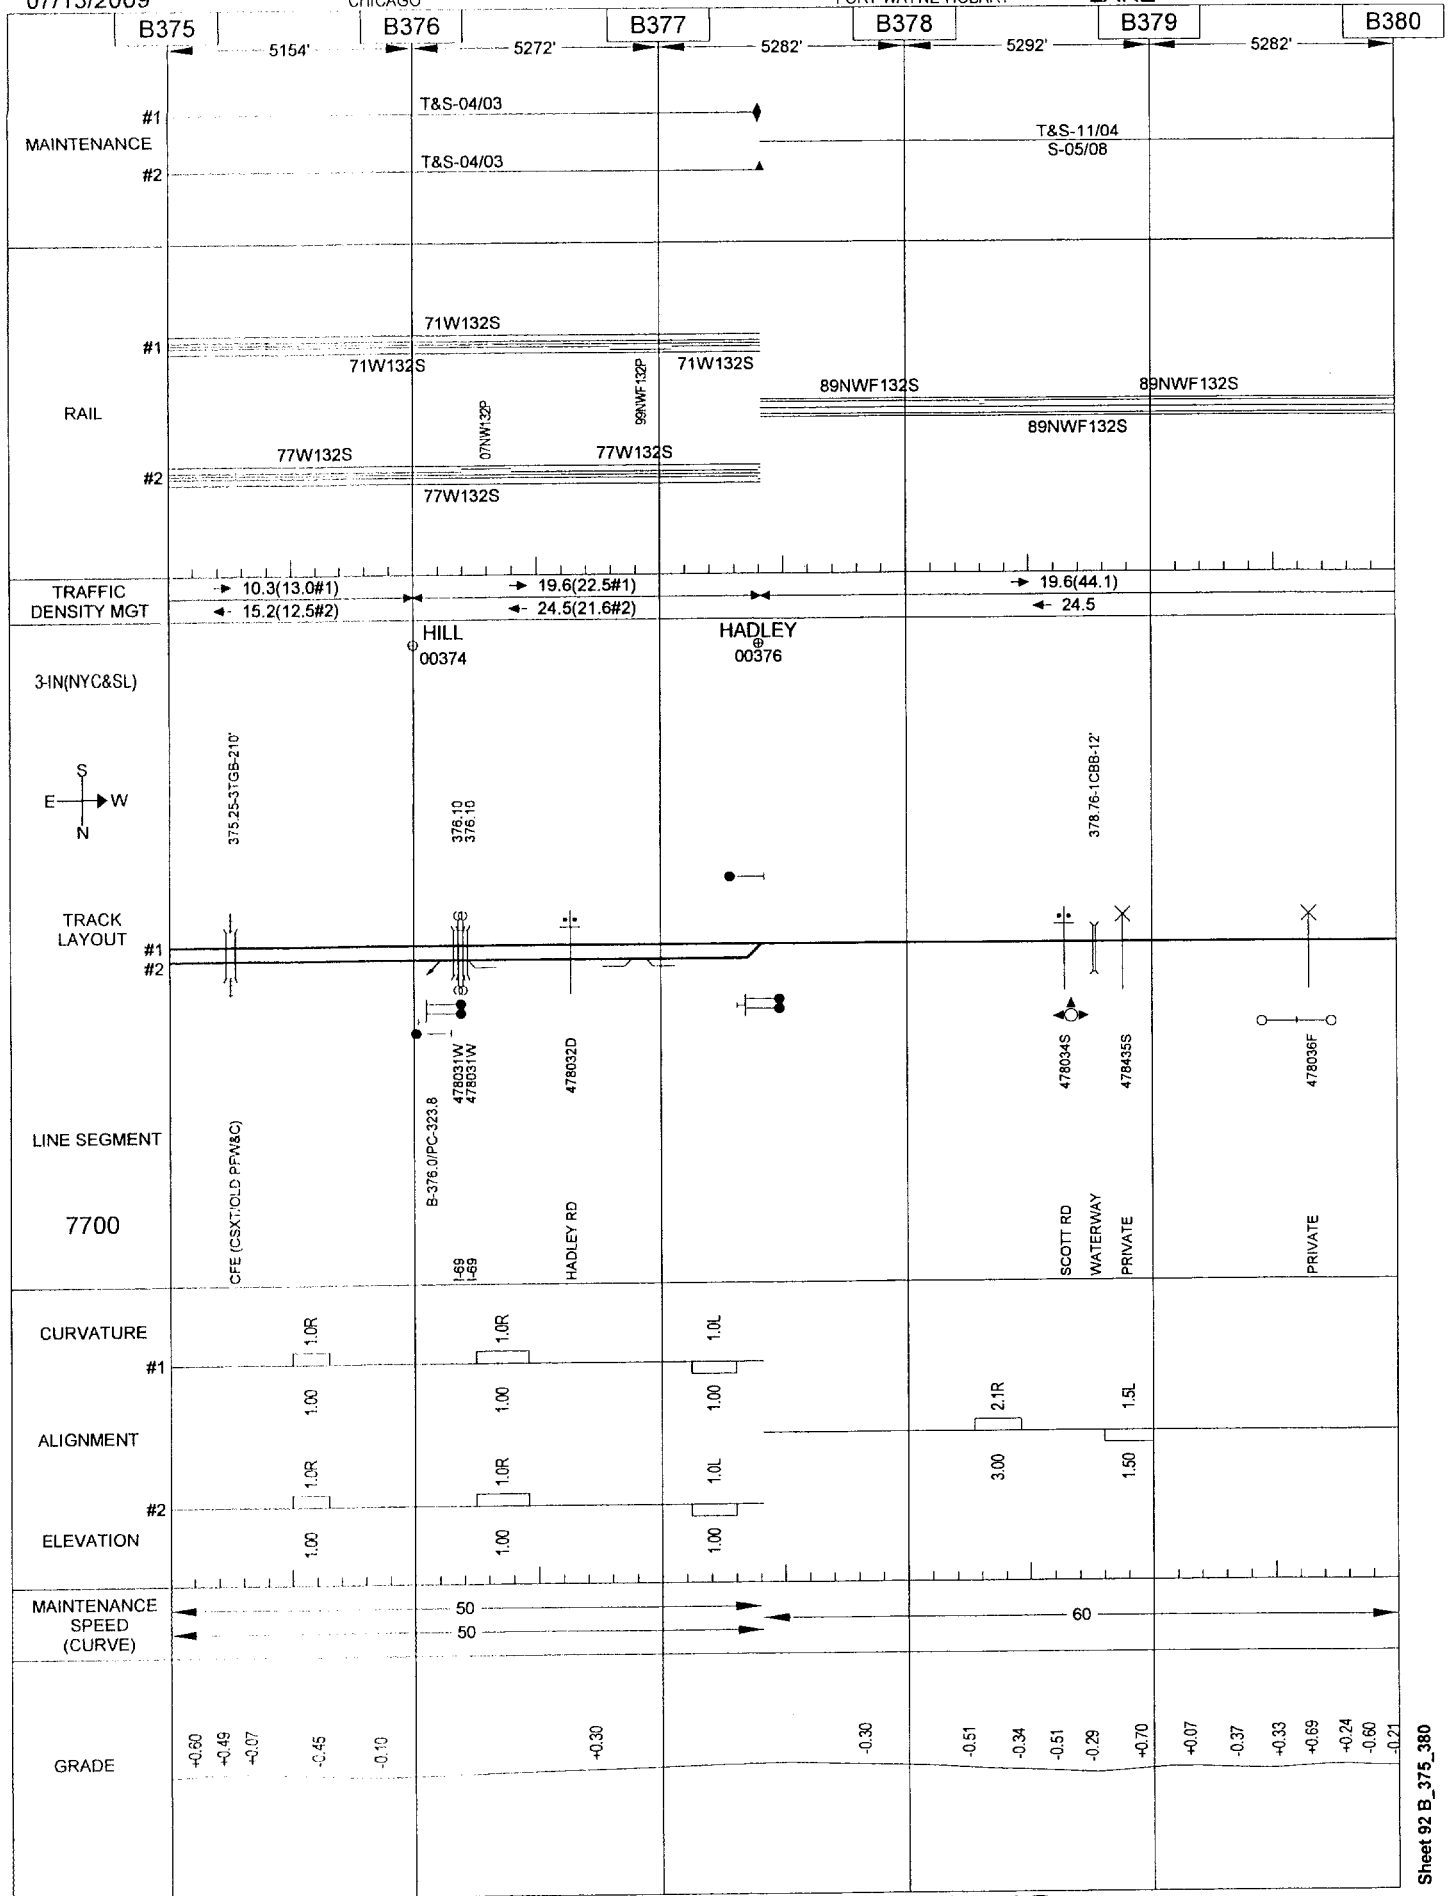 07/13/2009 CHICAGO FORT WAYNE-HOBART LAKE
B375 B376 B377 B378 B379 B380
5154' 5272' 5282' 5292' 5282'
MAINTENANCE
#1 T&S-04/03
#2 T&S-04/03
T&S-11/04
S-05/08
RAIL
71W132S
#1
71W132S 71W132S
99NWF132P
07NW132P
89NWF132S 89NWF132S
89NWF132S
77W132S 77W132S
#2
77W132S
TRAFFIC
DENSITY MGT
10.3(13.0#1) 19.6(22.5#1) 19.6(44.1)
15.2(12.5#2) 24.5(21.6#2) 24.5
HILL
00374
HADLEY
00376
3-IN(NYC&SL)
S
E W
N
375.25-3TGB-210'
376.10
376.10
378.76-1CBB-12'
TRACK
LAYOUT
#1
#2
478031W
478031W
478032D
478034S
478435S
478036F
LINE SEGMENT
7700
CFE (CSXT/OLD PFW&C)
B-376.0/PC-323.8
I-69
I-69
HADLEY RD
SCOTT RD
WATERWAY
PRIVATE
PRIVATE
CURVATURE
#1
1.0R 1.0R 1.0L
1.00 1.00 1.00
ALIGNMENT
2.1R 1.5L
3.00 1.50
#2
1.0R 1.0R 1.0L
1.00 1.00 1.00
ELEVATION
MAINTENANCE
SPEED
(CURVE)
50
50
60
GRADE
+0.60 +0.49 +0.07 -0.45 -0.10 +0.30 -0.30 -0.51 -0.34 -0.51 -0.29 +0.70 +0.07 -0.37 +0.33 +0.69 +0.24 -0.60 -0.21
Sheet 92 B_375_380